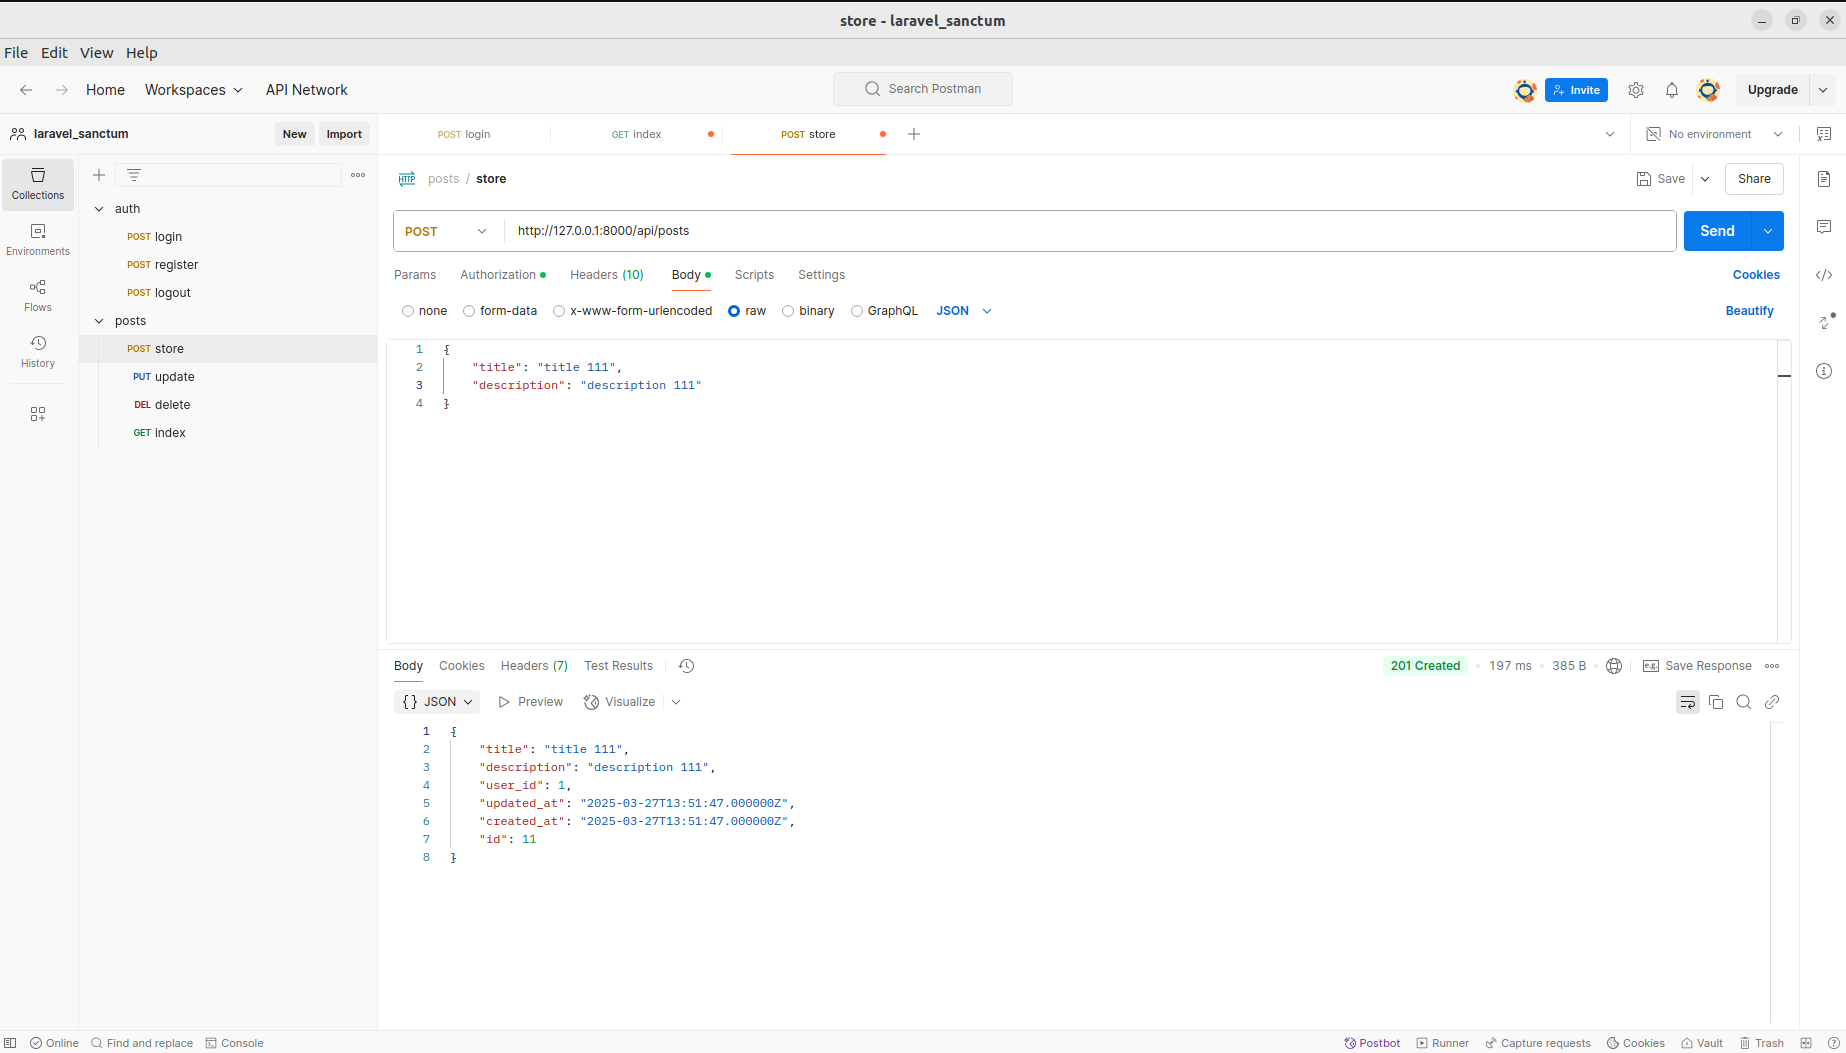 store - laravel_sanctum
File Edit View Help
Home Workspaces API Network Search Postman Invite Upgrade
laravel_sanctum New Import POST login GET index POST store No environment
Collections
Environments
Flows
History
auth
POST login
POST register
POST logout
posts
POST store
PUT update
DEL delete
GET index
HTTP posts / store Save Share
POST http://127.0.0.1:8000/api/posts Send
Params Authorization Headers (10) Body Scripts Settings Cookies
none form-data x-www-form-urlencoded raw binary GraphQL JSON Beautify
1 {
2 "title": "title 111",
3 "description": "description 111"
4 }
Body Cookies Headers (7) Test Results 201 Created • 197 ms • 385 B • e.g. Save Response
{} JSON Preview Visualize
1 {
2 "title": "title 111",
3 "description": "description 111",
4 "user_id": 1,
5 "updated_at": "2025-03-27T13:51:47.000000Z",
6 "created_at": "2025-03-27T13:51:47.000000Z",
7 "id": 11
8 }
Online Find and replace Console Postbot Runner Capture requests Cookies Vault Trash